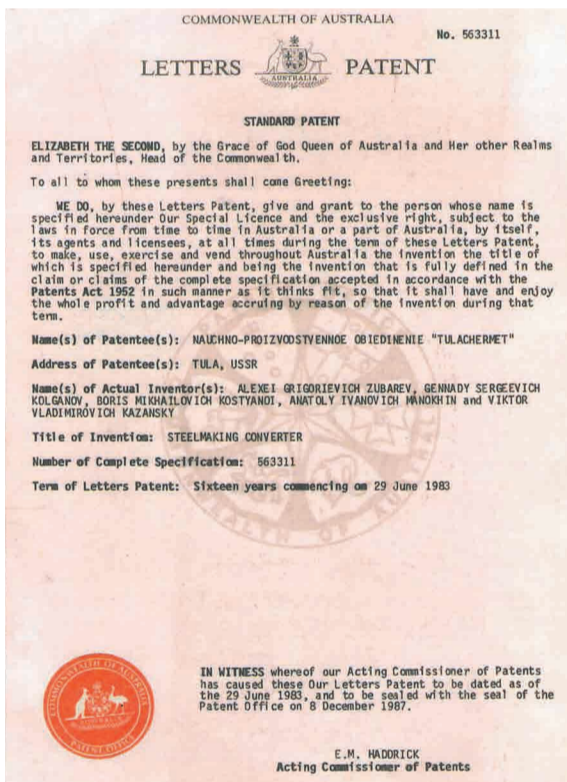 COMMONWEALTH OF AUSTRALIA
No. 563311
LETTERS PATENT
AUSTRALIA
STANDARD PATENT
ELIZABETH THE SECOND, by the Grace of God Queen of Australia and Her other Realms
and Territories, Head of the Commonwealth.
To all to whom these presents shall come Greeting:
WE DO, by these Letters Patent, give and grant to the person whose name is
specified hereunder Our Special Licence and the exclusive right, subject to the
laws in force from time to time in Australia or a part of Australia, by itself,
its agents and licensees, at all times during the term of these Letters Patent,
to make, use, exercise and vend throughout Australia the invention the title of
which is specified hereunder and being the invention that is fully defined in the
claim or claims of the complete specification accepted in accordance with the
Patents Act 1952 in such manner as it thinks fit, so that it shall have and enjoy
the whole profit and advantage accruing by reason of the invention during that
term.
Name(s) of Patentee(s): NAUCHNO-PROIZVODSTVENNOE OBIEDINENIE "TULACHERMET"
Address of Patentee(s): TULA, USSR
Name(s) of Actual Inventor(s): ALEXEI GRIGORIEVICH ZUBAREV, GENNADY SERGEEVICH
KOLGANOV, BORIS MIKHAILOVICH KOSTYANOI, ANATOLY IVANOVICH MANOKHIN and VIKTOR
VLADIMIROVICH KAZANSKY
Title of Invention: STEELMAKING CONVERTER
Number of Complete Specification: 563311
Term of Letters Patent: Sixteen years commencing on 29 June 1983
COMMONWEALTH OF AUSTRALIA
AUSTRALIA
PATENT OFFICE
IN WITNESS whereof our Acting Commissioner of Patents
has caused these Our Letters Patent to be dated as of
the 29 June 1983, and to be sealed with the seal of the
Patent Office on 8 December 1987.
E.M. HADDRICK
Acting Commissioner of Patents